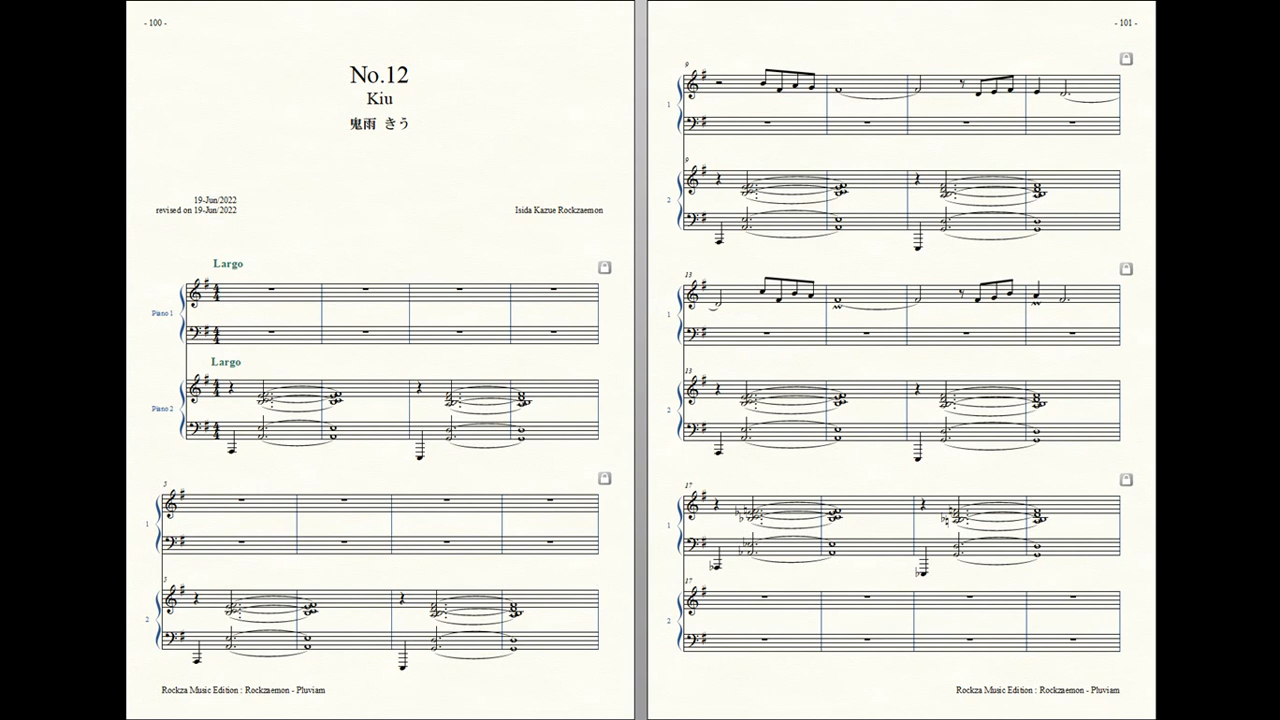 - 100 -
No.12
Kiu
鬼雨 きう
19-Jun/2022
revised on 19-Jun/2022
Isida Kazue Rockzaemon
Largo
Piano 1
Largo
Piano 2
5
1
5
2
Rockza Music Edition : Rockzaemon - Pluviam
- 101 -
9
1
9
2
13
1
13
2
17
1
17
2
Rockza Music Edition : Rockzaemon - Pluviam